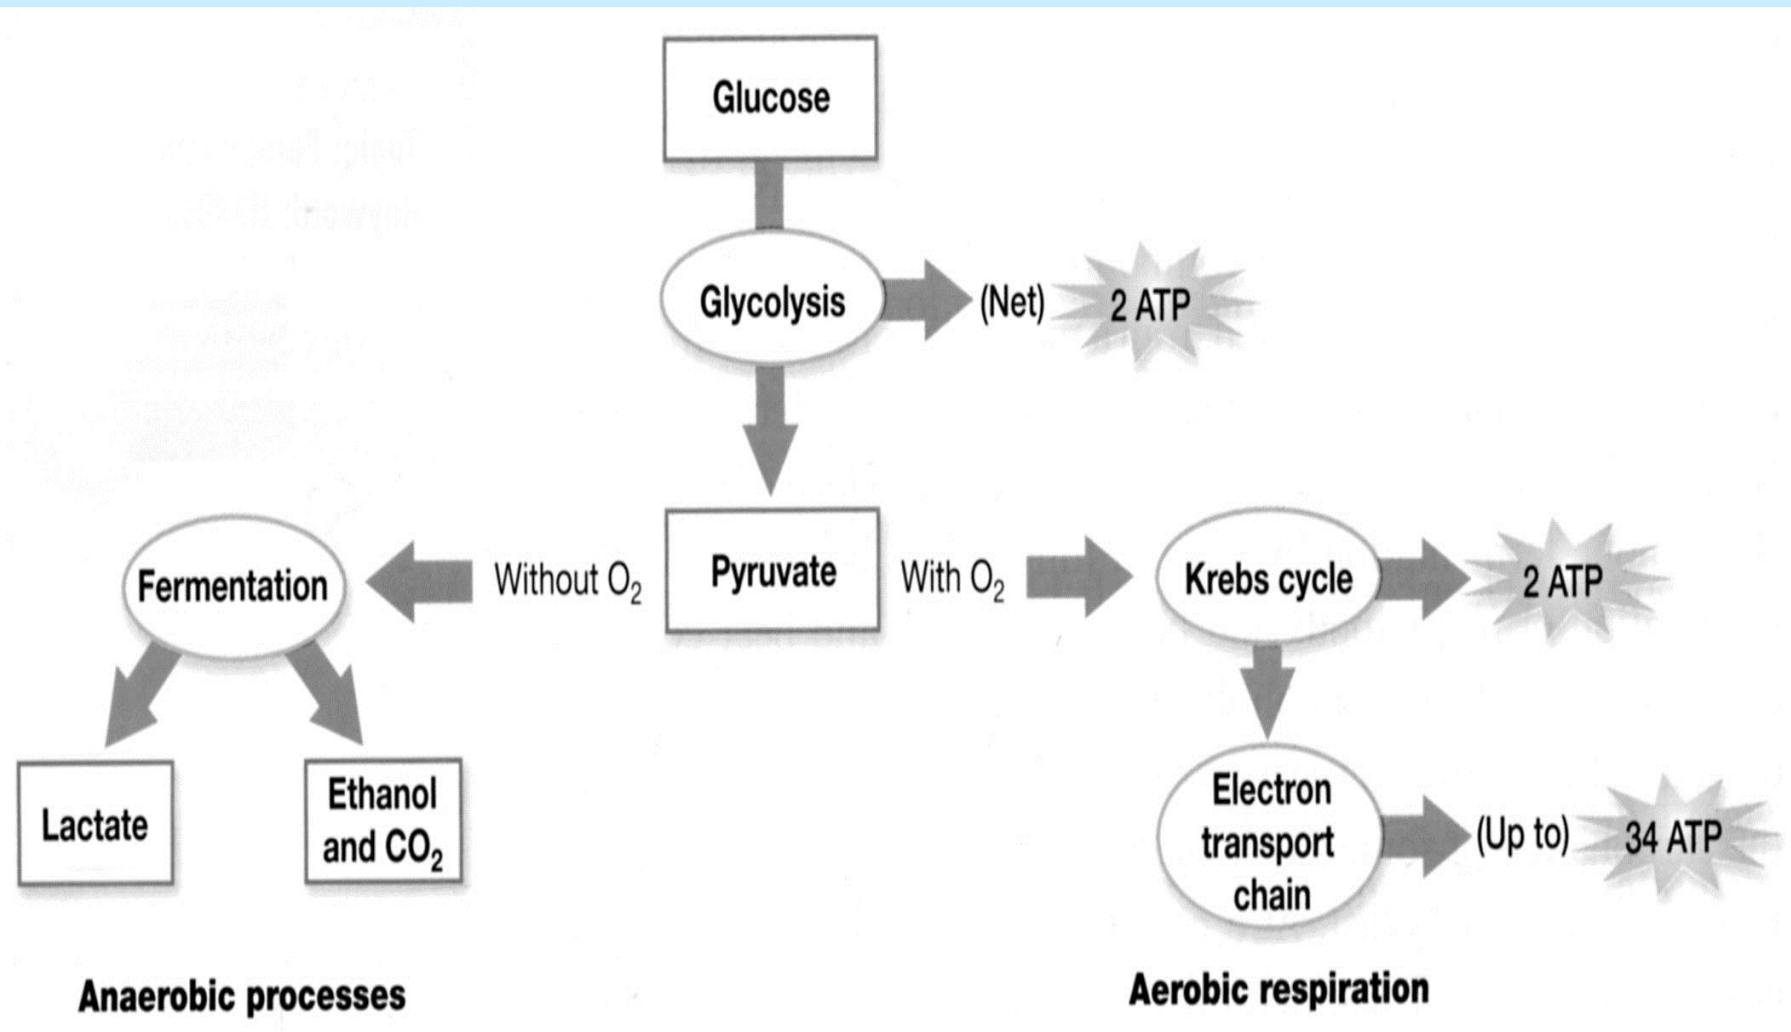 Glucose
Glycolysis
(Net)
2 ATP
Fermentation
Without O₂
Pyruvate
With O₂
Krebs cycle
2 ATP
Lactate
Ethanol
and CO₂
Electron
transport
chain
(Up to)
34 ATP
Anaerobic processes
Aerobic respiration